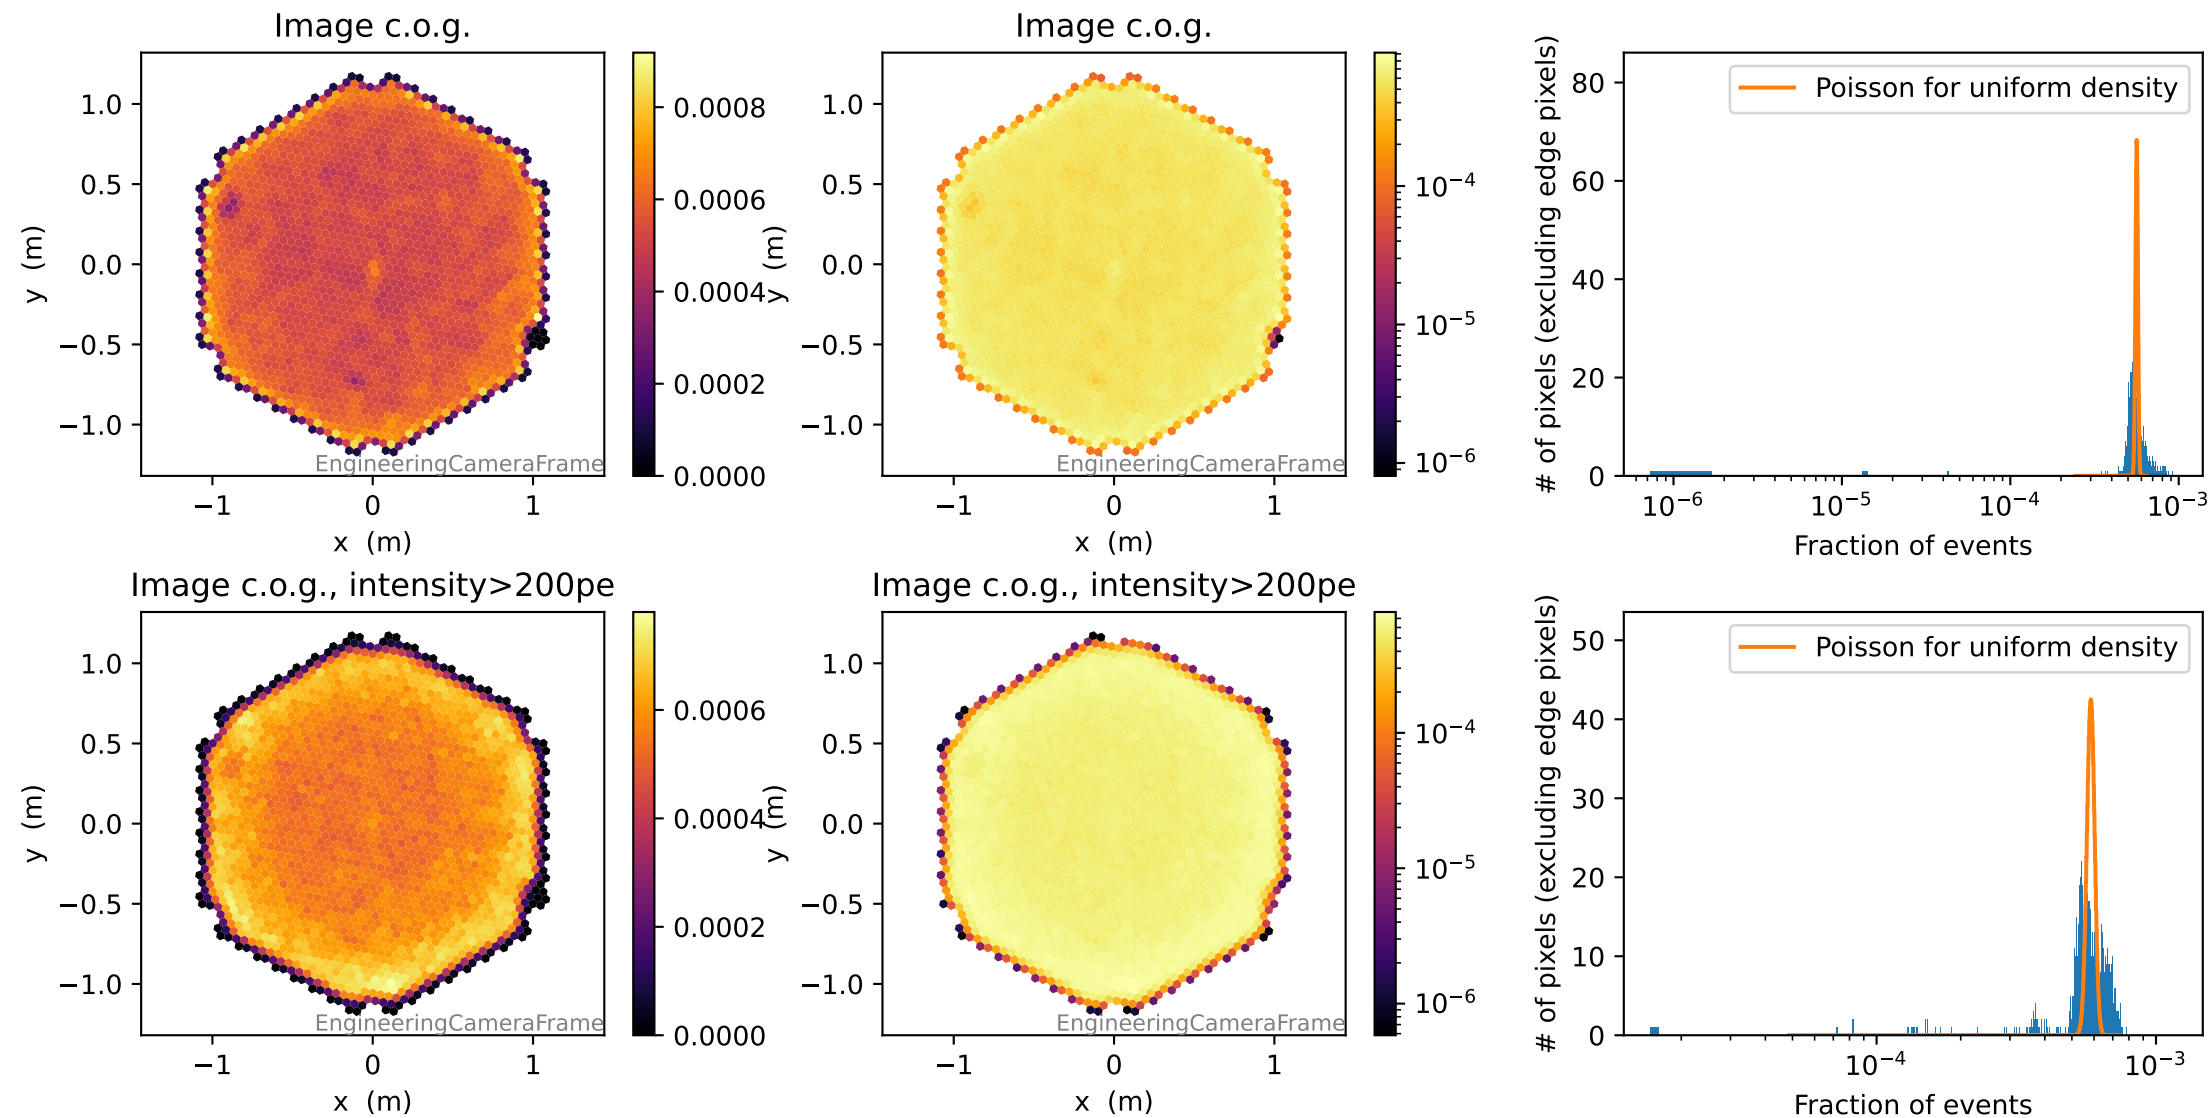 Image c.o.g.
1.0
0.5
0.0
−0.5
−1.0
y (m)
−1 0 1
x (m)
EngineeringCameraFrame
0.0008
0.0006
0.0004
0.0002
0.0000
Image c.o.g.
1.0
0.5
0.0
−0.5
−1.0
y (m)
−1 0 1
x (m)
EngineeringCameraFrame
10⁻⁴
10⁻⁵
10⁻⁶
# of pixels (excluding edge pixels)
80
60
40
20
0
Poisson for uniform density
10⁻⁶ 10⁻⁵ 10⁻⁴ 10⁻³
Fraction of events
Image c.o.g., intensity>200pe
1.0
0.5
0.0
−0.5
−1.0
y (m)
−1 0 1
x (m)
EngineeringCameraFrame
0.0006
0.0004
0.0002
0.0000
Image c.o.g., intensity>200pe
1.0
0.5
0.0
−0.5
−1.0
y (m)
−1 0 1
x (m)
EngineeringCameraFrame
10⁻⁴
10⁻⁵
10⁻⁶
# of pixels (excluding edge pixels)
50
40
30
20
10
0
Poisson for uniform density
10⁻⁴ 10⁻³
Fraction of events